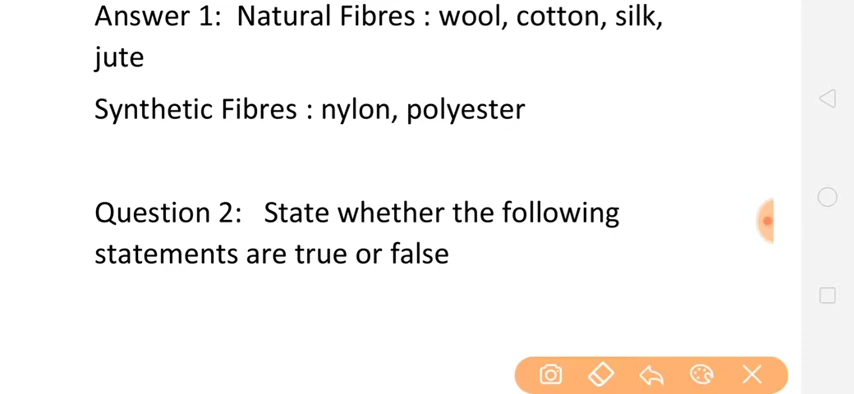 Answer 1: Natural Fibres : wool, cotton, silk,
jute
Synthetic Fibres : nylon, polyester
Question 2: State whether the following
statements are true or false